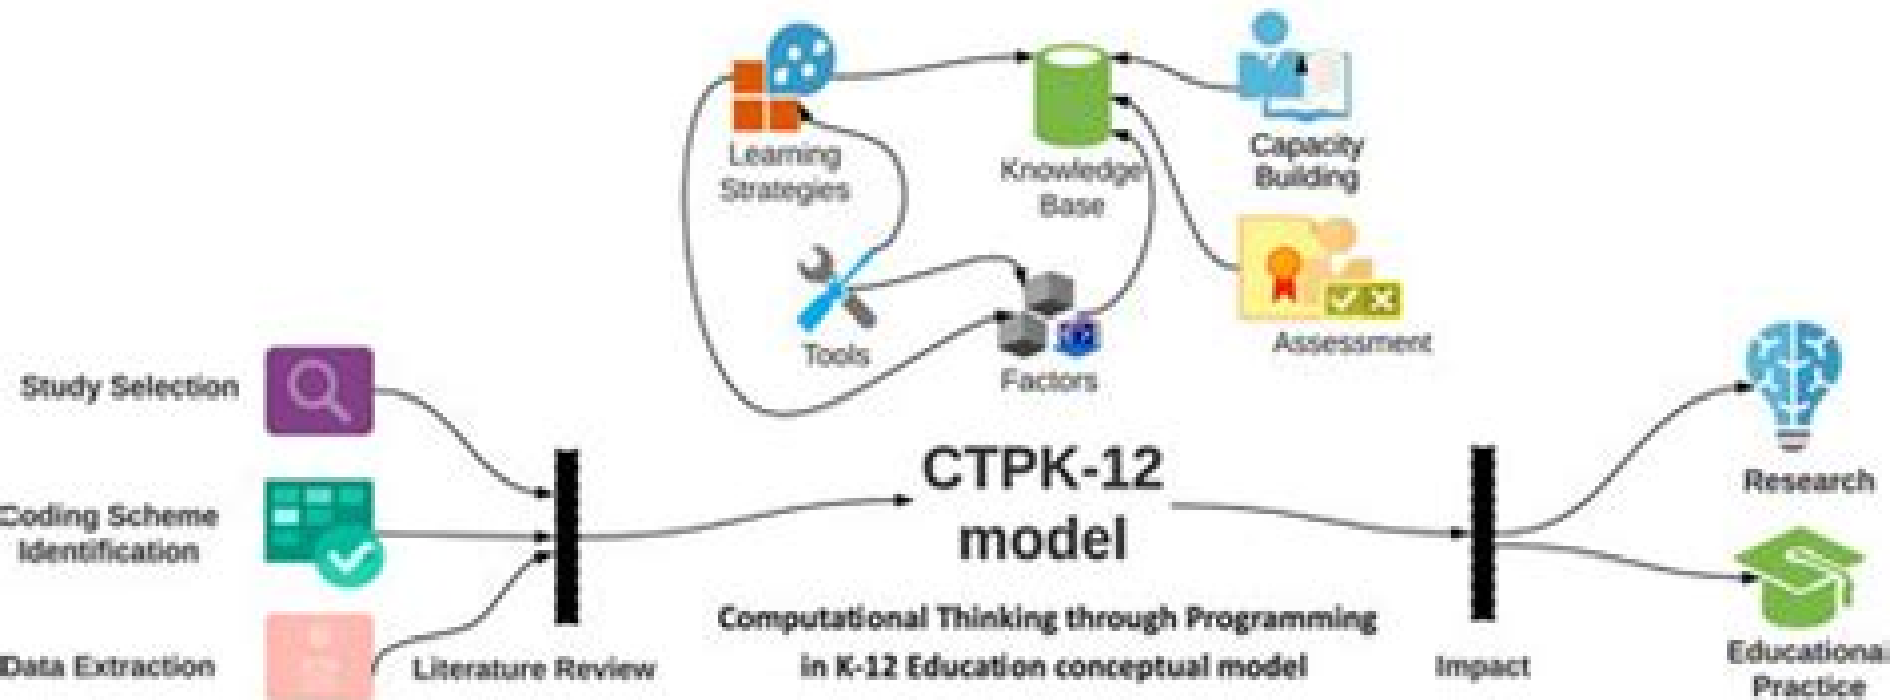 Learning
Strategies
Knowledge
Base
Capacity
Building
Tools
Factors
Assessment
Study Selection
Coding Scheme
Identification
Data Extraction
Literature Review
CTPK-12
model
Computational Thinking through Programming
in K-12 Education conceptual model
Impact
Research
Educational
Practice